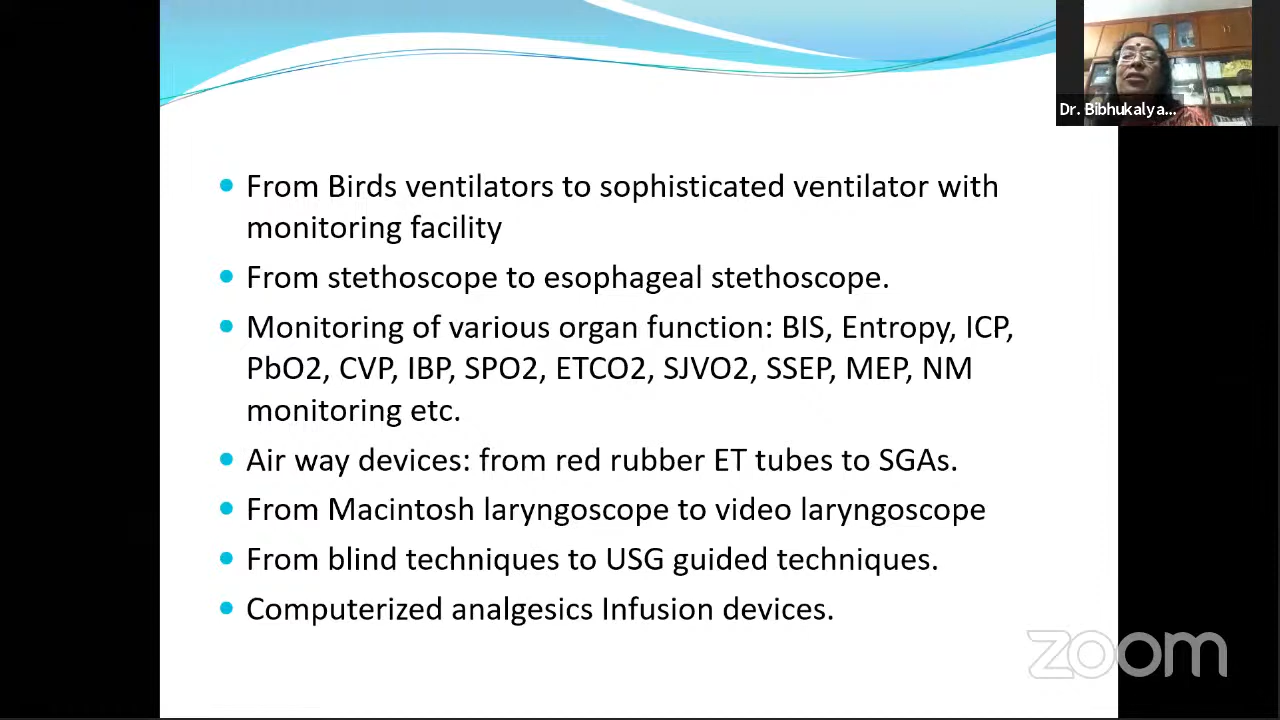 Dr. Bibhukalya...
• From Birds ventilators to sophisticated ventilator with
monitoring facility
• From stethoscope to esophageal stethoscope.
• Monitoring of various organ function: BIS, Entropy, ICP,
PbO2, CVP, IBP, SPO2, ETCO2, SJVO2, SSEP, MEP, NM
monitoring etc.
• Air way devices: from red rubber ET tubes to SGAs.
• From Macintosh laryngoscope to video laryngoscope
• From blind techniques to USG guided techniques.
• Computerized analgesics Infusion devices.
zoom